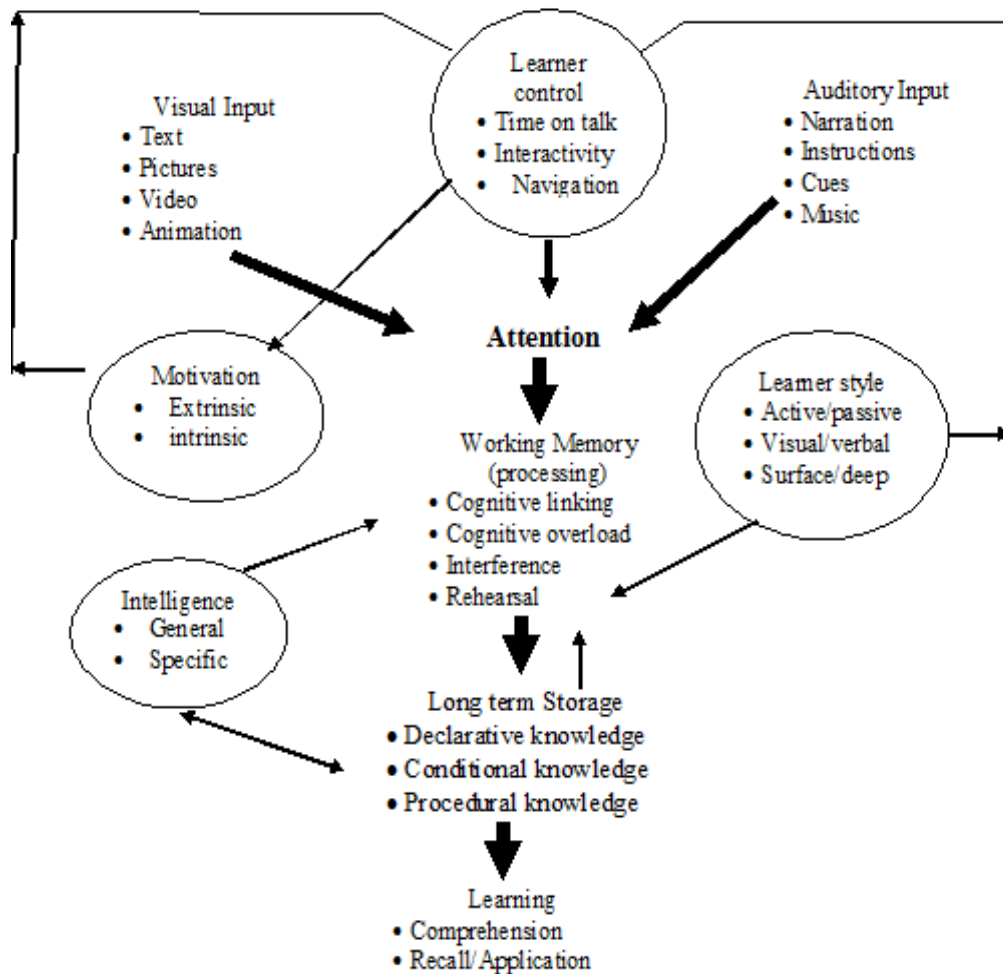 Learner
control
• Time on talk
• Interactivity
• Navigation
Visual Input
• Text
• Pictures
• Video
• Animation
Auditory Input
• Narration
• Instructions
• Cues
• Music
Attention
Motivation
• Extrinsic
• intrinsic
Learner style
• Active/passive
• Visual/verbal
• Surface/deep
Working Memory
(processing)
• Cognitive linking
• Cognitive overload
• Interference
• Rehearsal
Intelligence
• General
• Specific
Long term Storage
• Declarative knowledge
• Conditional knowledge
• Procedural knowledge
Learning
• Comprehension
• Recall/Application